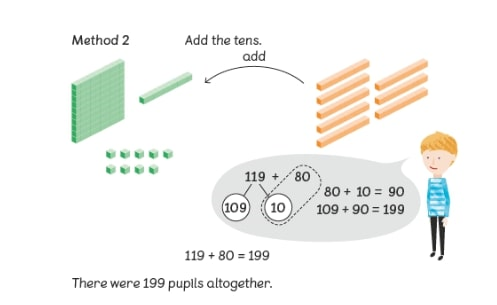 Method 2
Add the tens.
add
119 + 80
109 10
80 + 10 = 90
109 + 90 = 199
119 + 80 = 199
There were 199 pupils altogether.